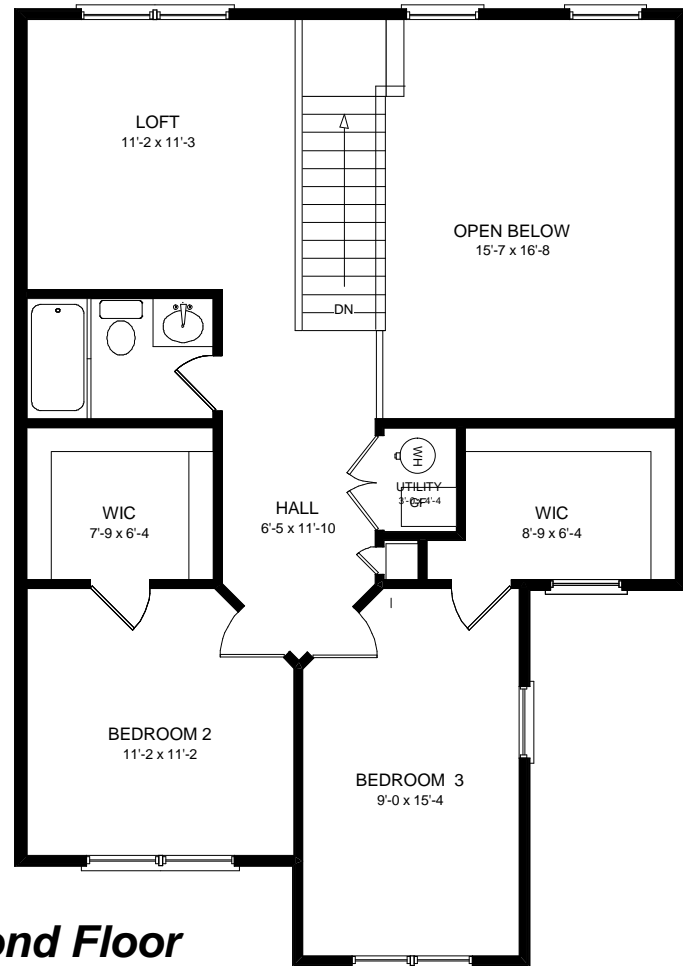 LOFT
11'-2 x 11'-3
OPEN BELOW
15'-7 x 16'-8
DN
WH
UTILITY
GF
WIC
7'-9 x 6'-4
HALL
6'-5 x 11'-10
WIC
8'-9 x 6'-4
BEDROOM 2
11'-2 x 11'-2
BEDROOM 3
9'-0 x 15'-4
ond Floor